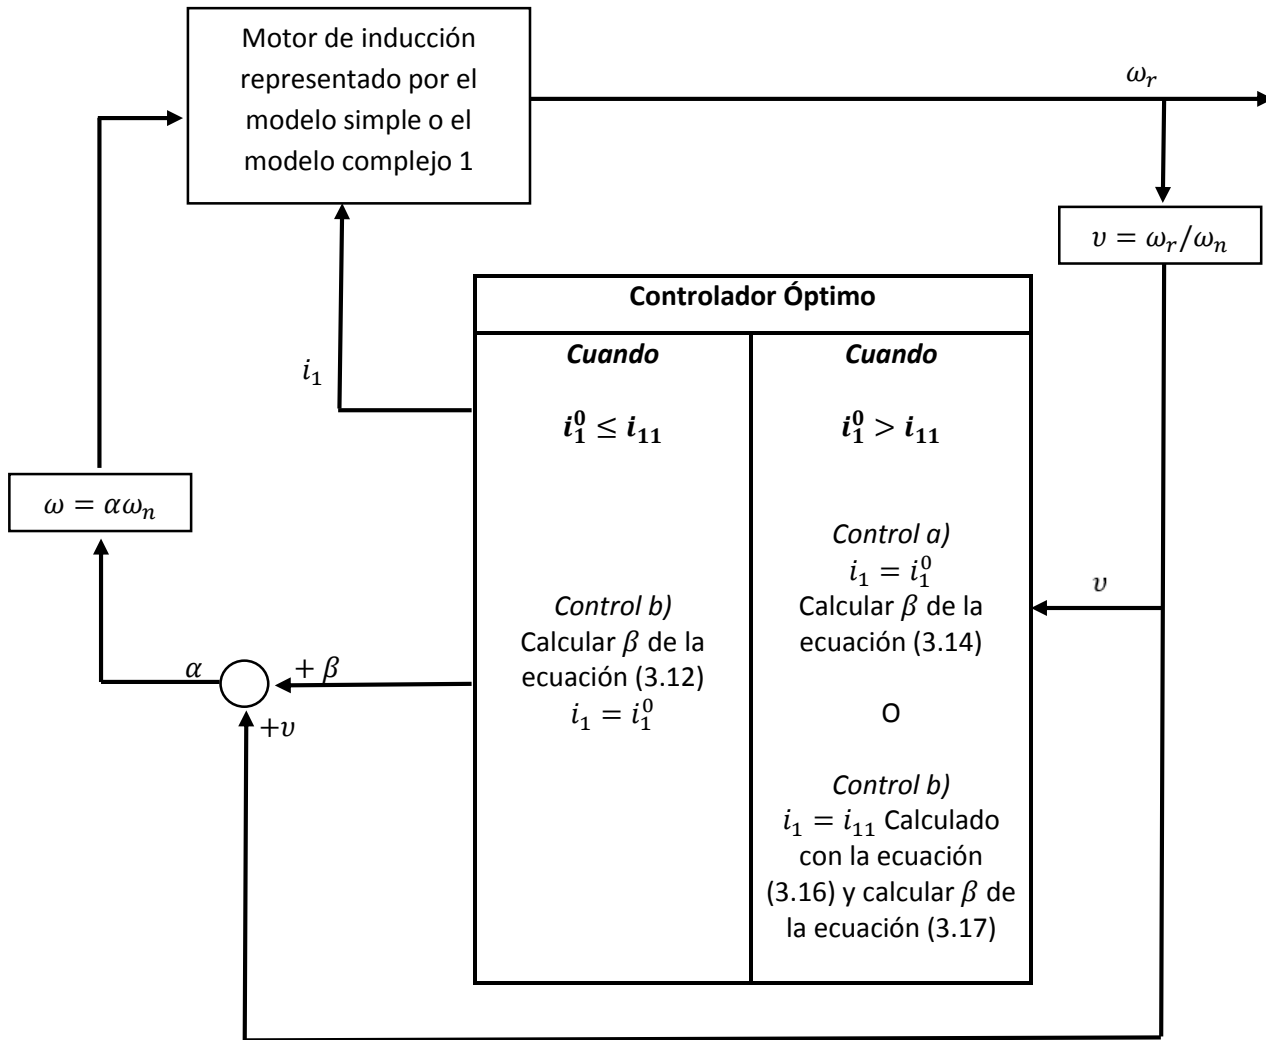 Motor de inducción
representado por el
modelo simple o el
modelo complejo 1
ω_r
υ = ω_r/ω_n
Controlador Óptimo
Cuando
i_1^0 ≤ i_11
Control b)
Calcular β de la
ecuación (3.12)
i_1 = i_1^0
Cuando
i_1^0 > i_11
Control a)
i_1 = i_1^0
Calcular β de la
ecuación (3.14)
O
Control b)
i_1 = i_11 Calculado
con la ecuación
(3.16) y calcular β de
la ecuación (3.17)
i_1
υ
ω = αω_n
α
+ β
+υ